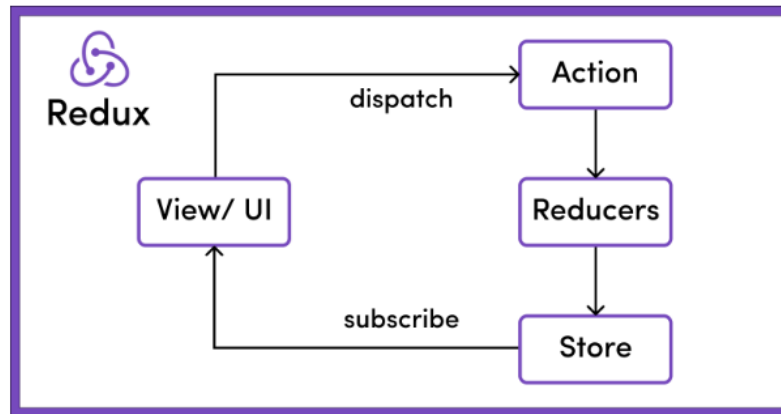 Redux
dispatch
Action
View/ UI
Reducers
subscribe
Store